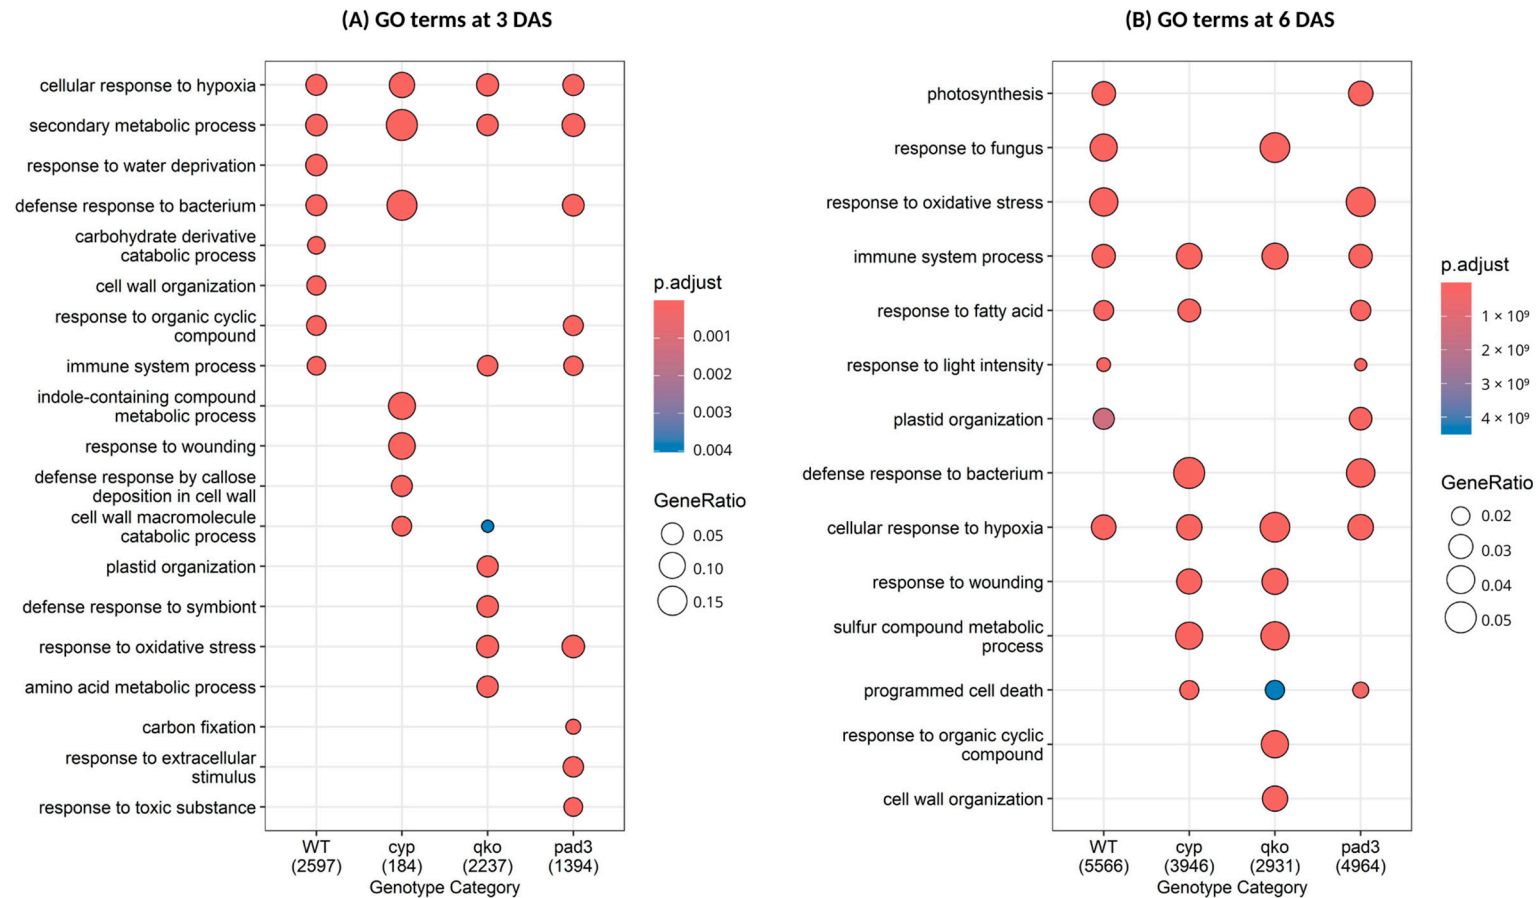 (A) GO terms at 3 DAS
cellular response to hypoxia
secondary metabolic process
response to water deprivation
defense response to bacterium
carbohydrate derivative
catabolic process
cell wall organization
response to organic cyclic
compound
immune system process
indole-containing compound
metabolic process
response to wounding
defense response by callose
deposition in cell wall
cell wall macromolecule
catabolic process
plastid organization
defense response to symbiont
response to oxidative stress
amino acid metabolic process
carbon fixation
response to extracellular
stimulus
response to toxic substance
WT cyp qko pad3
(2597) (184) (2237) (1394)
Genotype Category
p.adjust
0.001
0.002
0.003
0.004
GeneRatio
0.05
0.10
0.15
(B) GO terms at 6 DAS
photosynthesis
response to fungus
response to oxidative stress
immune system process
response to fatty acid
response to light intensity
plastid organization
defense response to bacterium
cellular response to hypoxia
response to wounding
sulfur compound metabolic
process
programmed cell death
response to organic cyclic
compound
cell wall organization
WT cyp qko pad3
(5566) (3946) (2931) (4964)
Genotype Category
p.adjust
1 × 10⁹
2 × 10⁹
3 × 10⁹
4 × 10⁹
GeneRatio
0.02
0.03
0.04
0.05